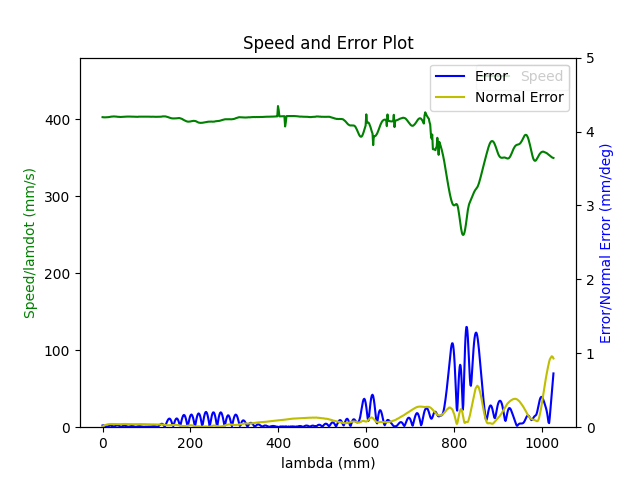 Speed and Error Plot
Error
Speed
Normal Error
Speed/lamdot (mm/s)
400
300
200
100
0
5
4
3
2
1
0
Error/Normal Error (mm/deg)
0 200 400 600 800 1000
lambda (mm)